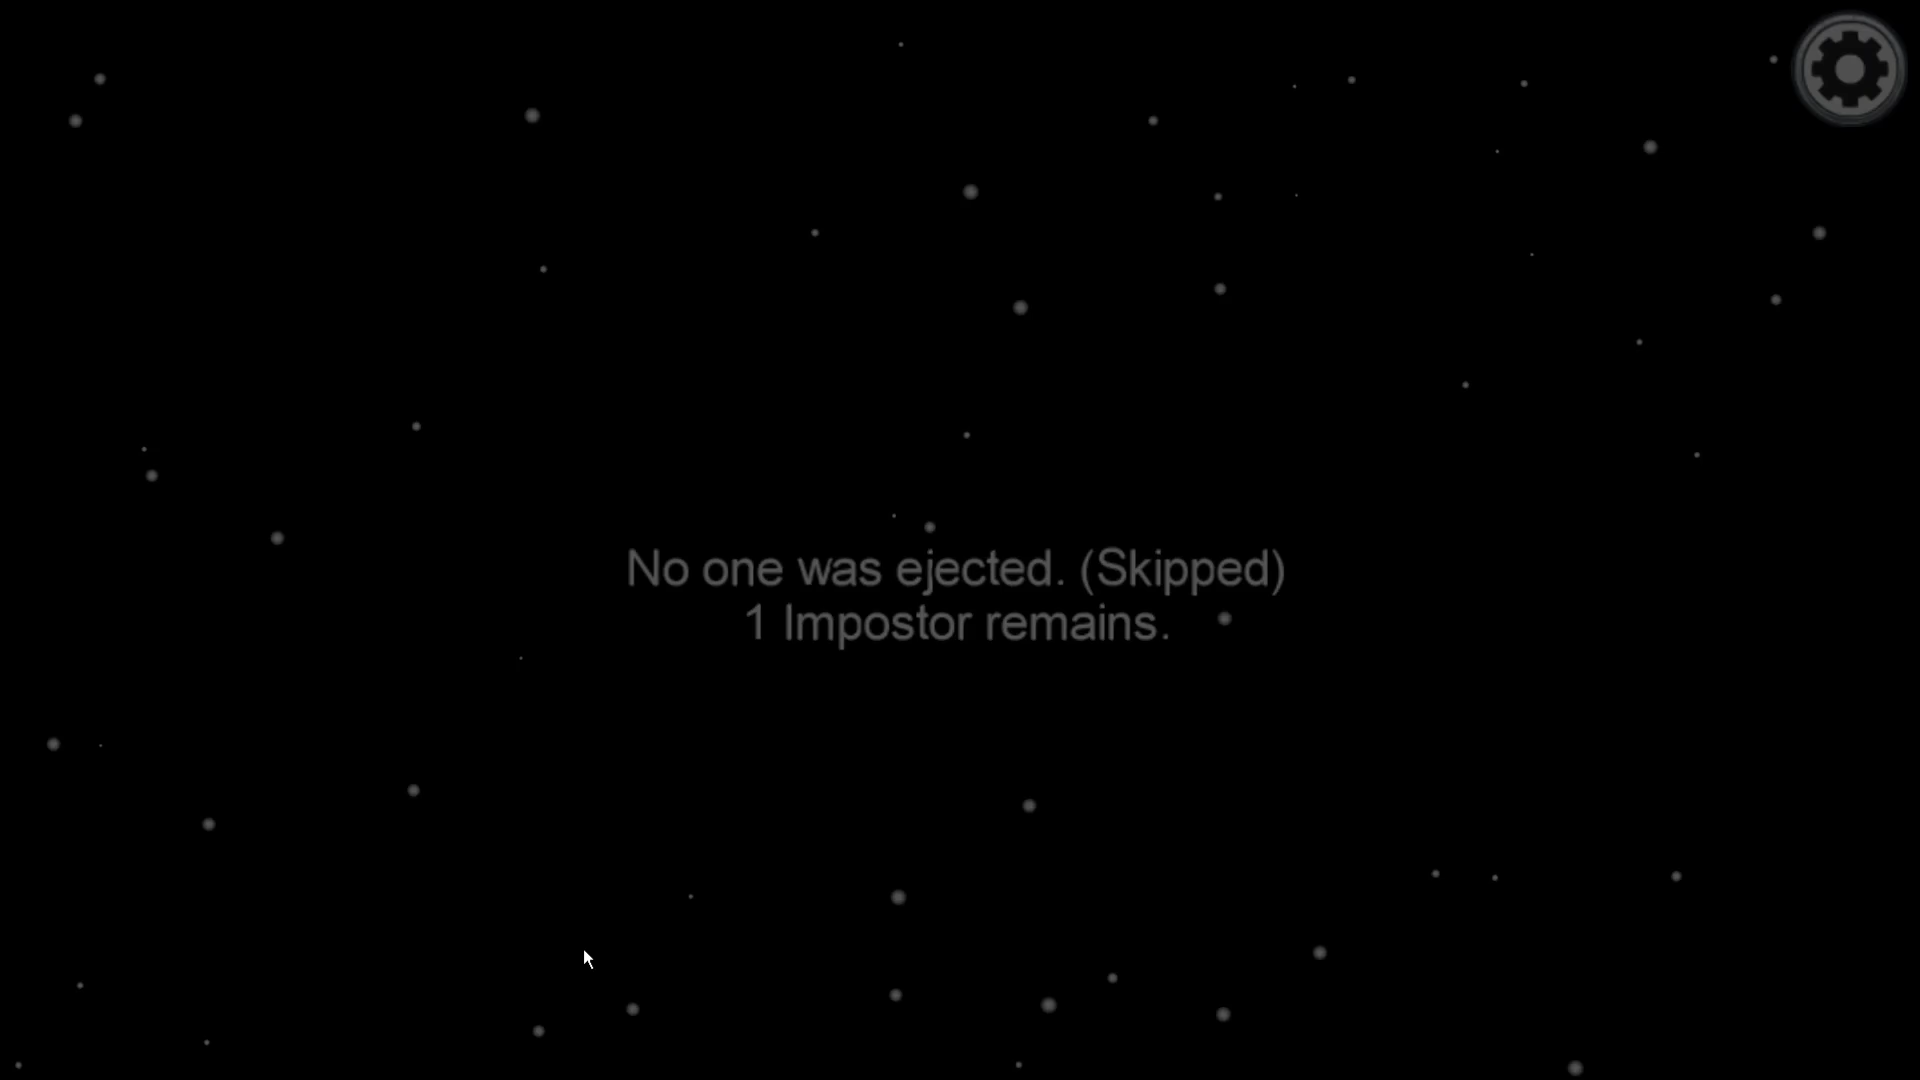 No one was ejected. (Skipped)
1 Impostor remains.